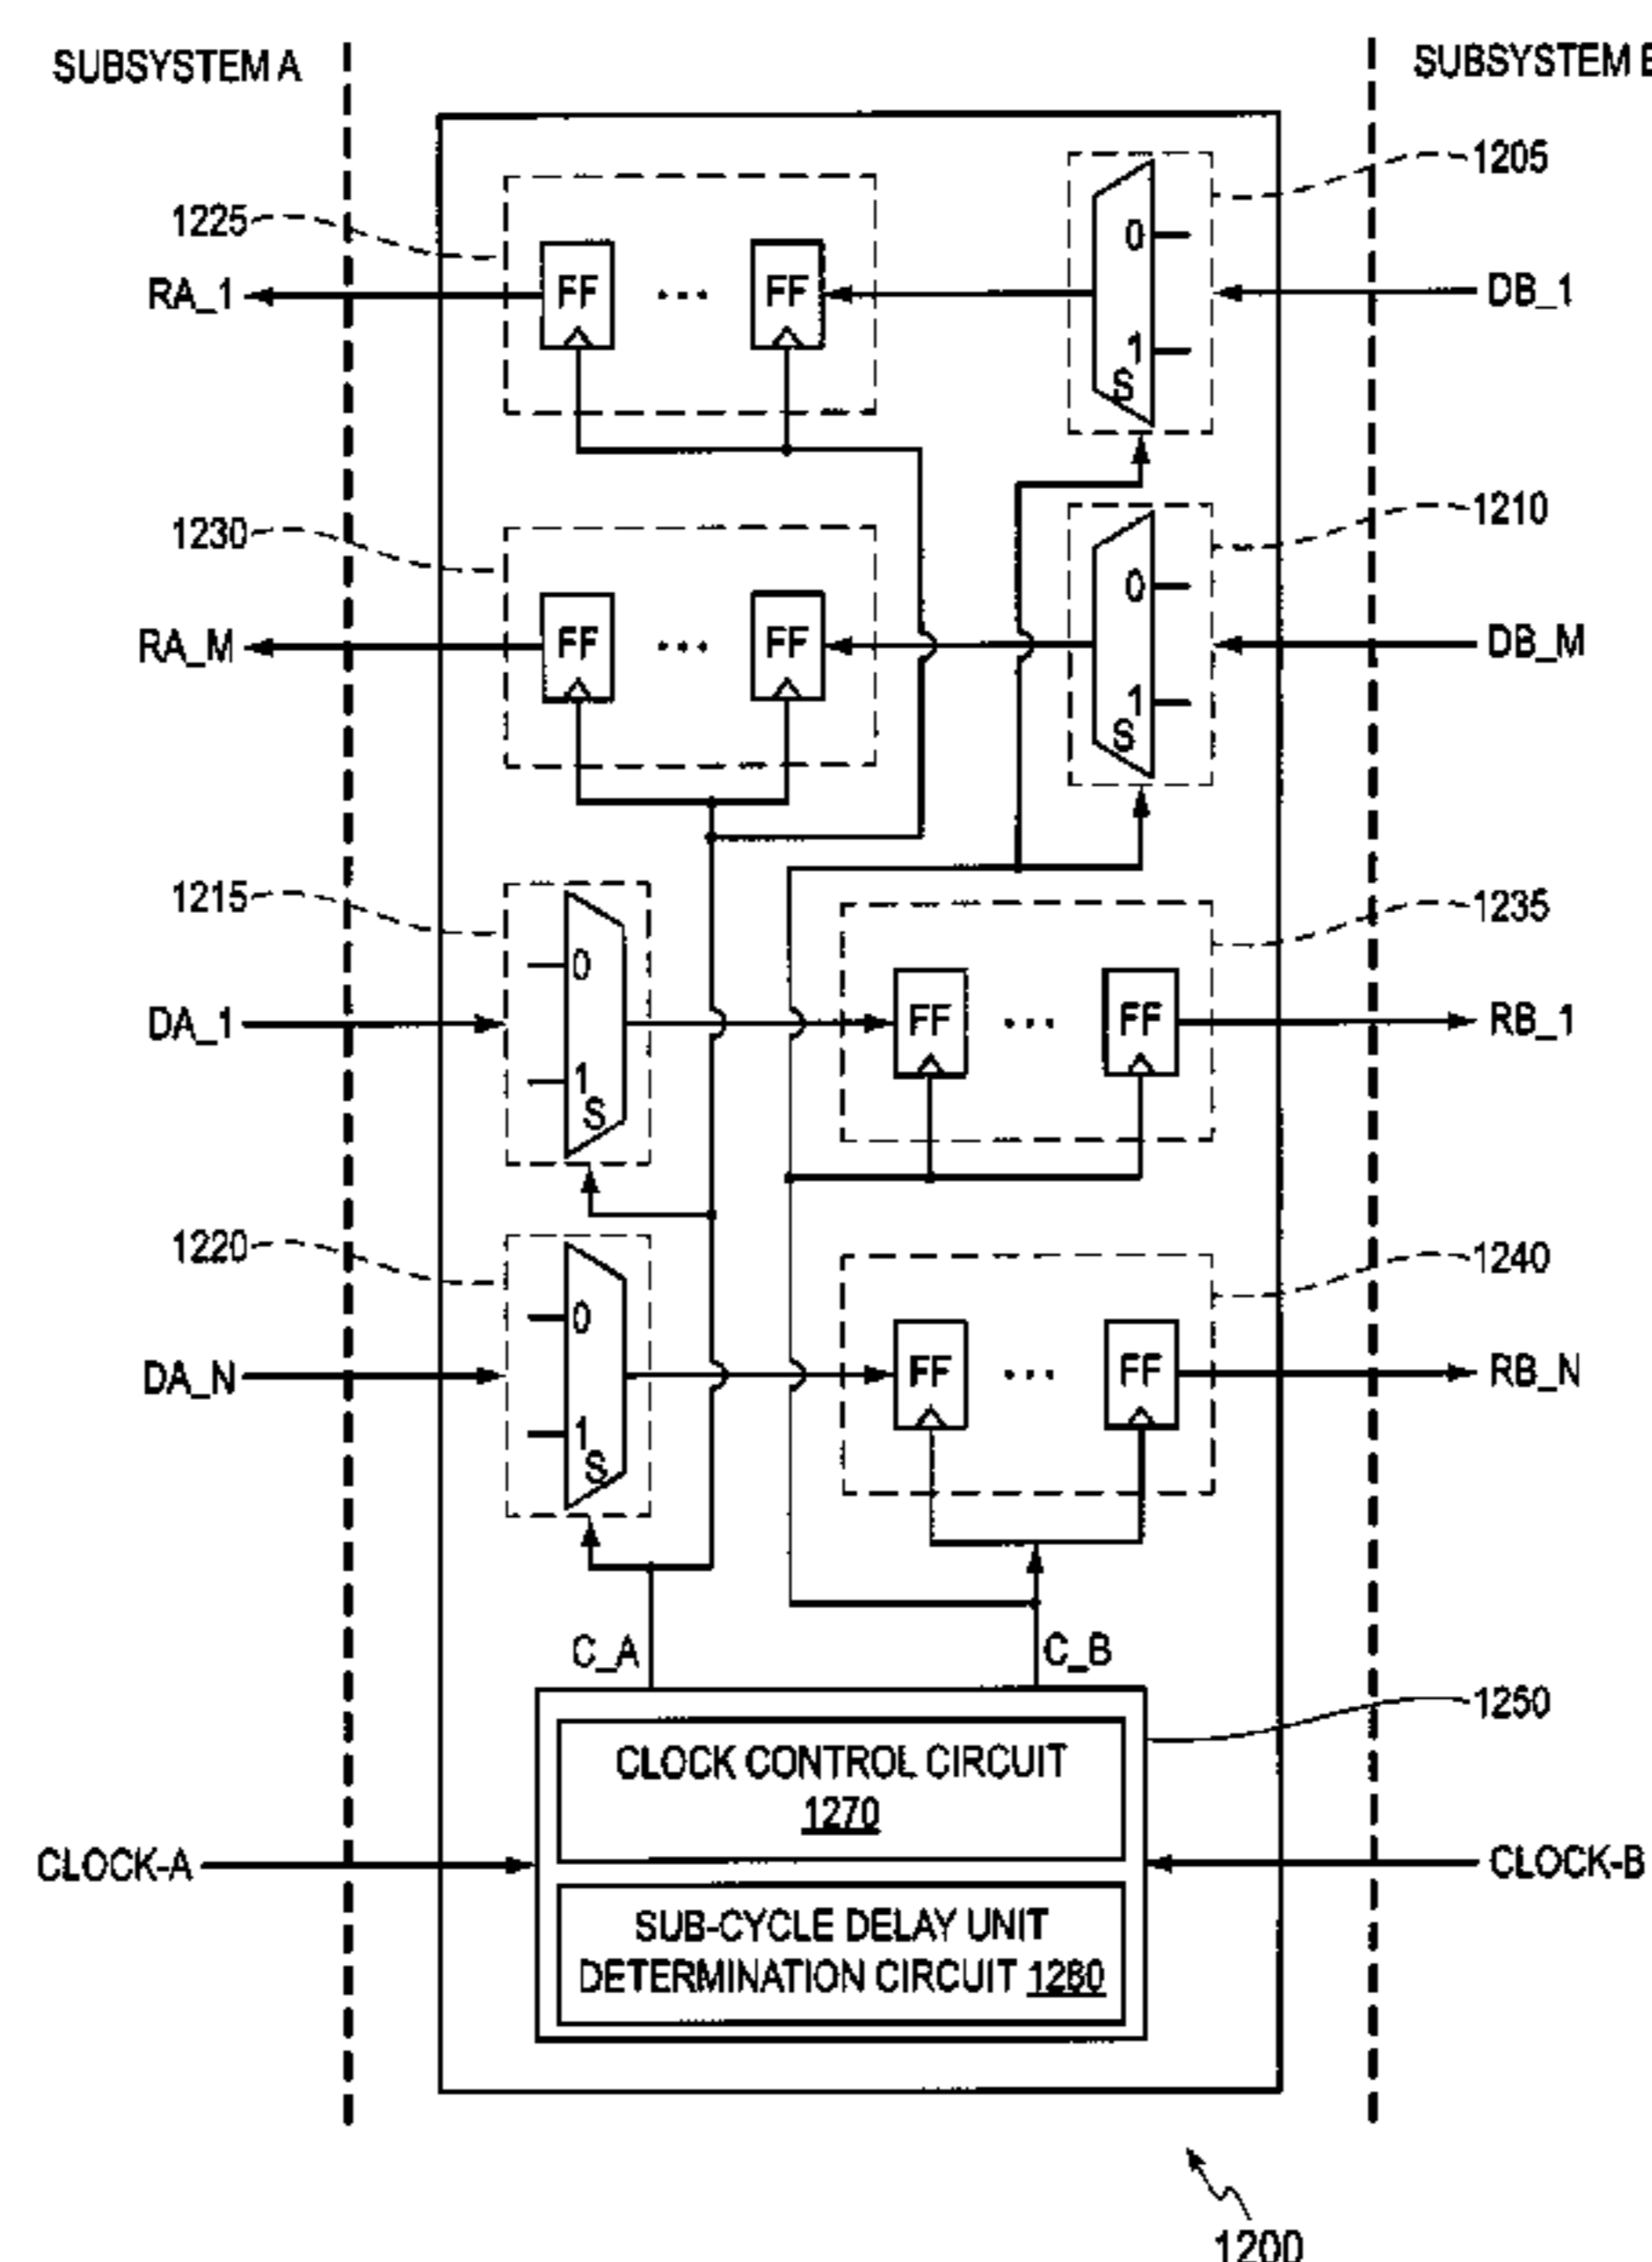 SUBSYSTEM A
SUBSYSTEM B
1205
1225
0
RA_1
FF
...
FF
DB_1
1
S
1210
1230
0
RA_M
FF
...
FF
DB_M
1
S
1215
1235
0
DA_1
FF
...
FF
RB_1
1
S
1220
1240
0
DA_N
FF
...
FF
RB_N
1
S
C_A
C_B
1250
CLOCK CONTROL CIRCUIT
1270
CLOCK-A
CLOCK-B
SUB-CYCLE DELAY UNIT
DETERMINATION CIRCUIT 1280
1200